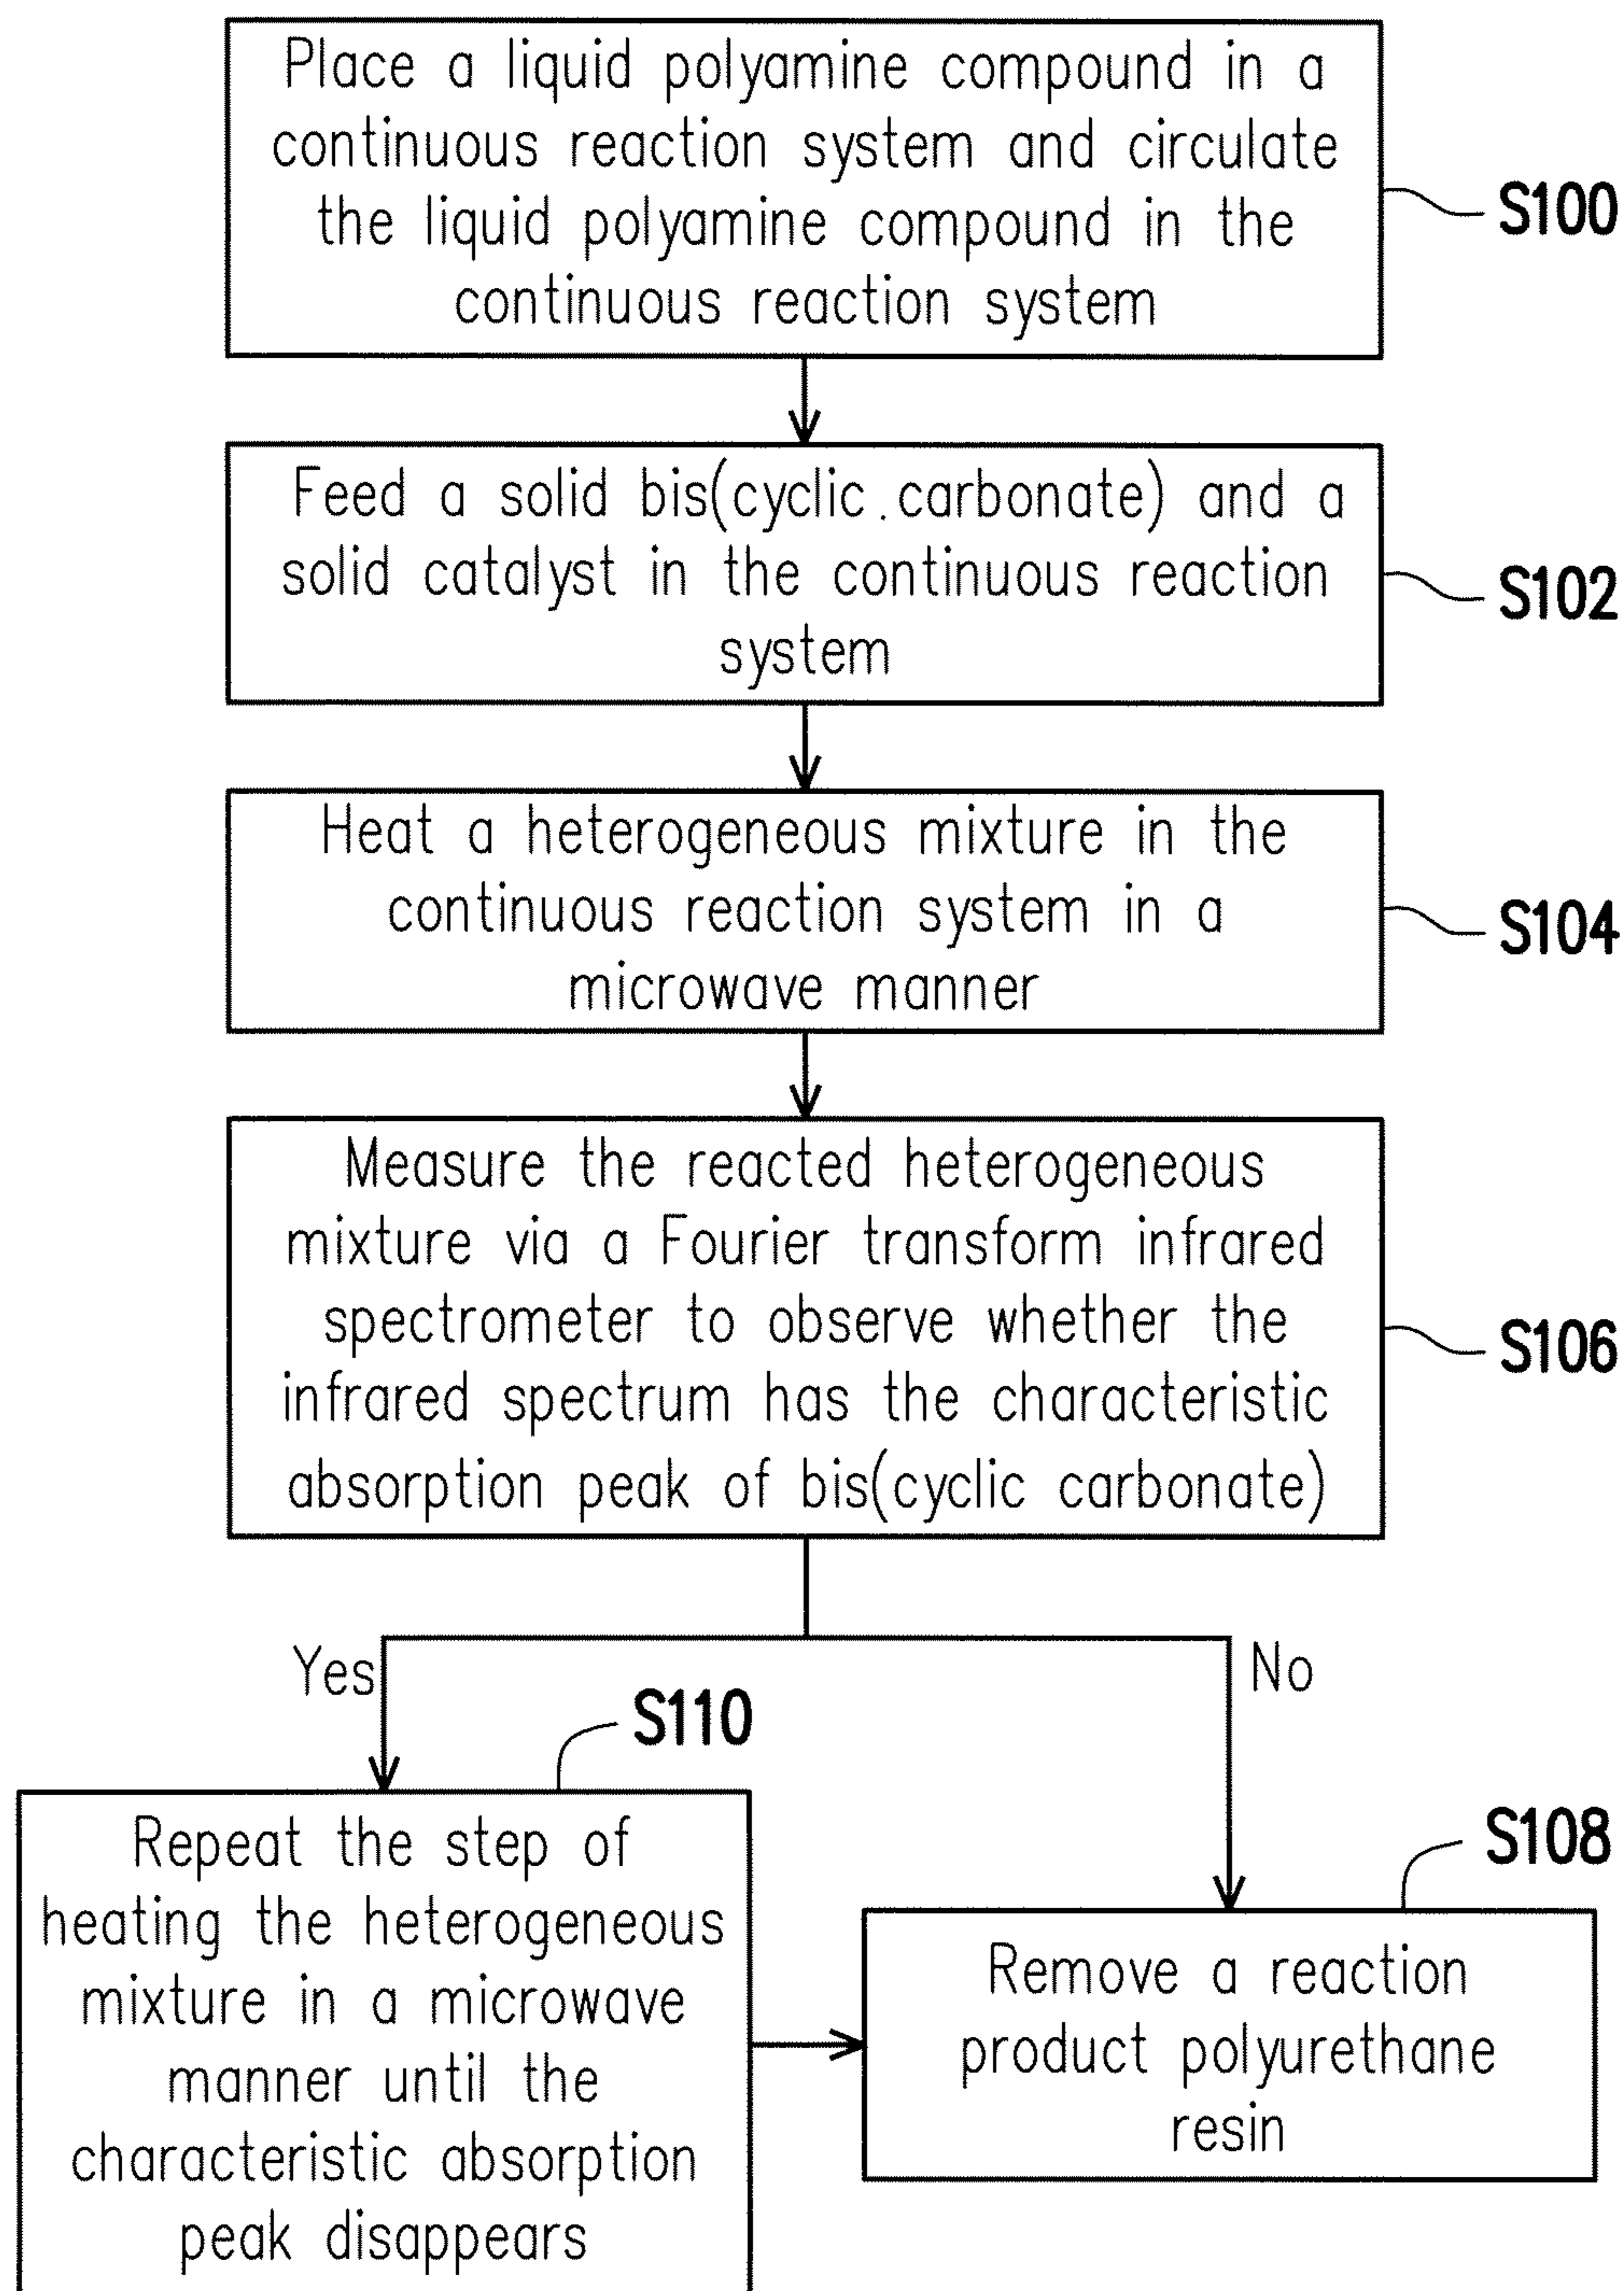 Place a liquid polyamine compound in a
continuous reaction system and circulate
the liquid polyamine compound in the
continuous reaction system
S100
Feed a solid bis(cyclic.carbonate) and a
solid catalyst in the continuous reaction
system
S102
Heat a heterogeneous mixture in the
continuous reaction system in a
microwave manner
S104
Measure the reacted heterogeneous
mixture via a Fourier transform infrared
spectrometer to observe whether the
infrared spectrum has the characteristic
absorption peak of bis(cyclic carbonate)
S106
Yes
No
S110
Repeat the step of
heating the heterogeneous
mixture in a microwave
manner until the
characteristic absorption
peak disappears
S108
Remove a reaction
product polyurethane
resin